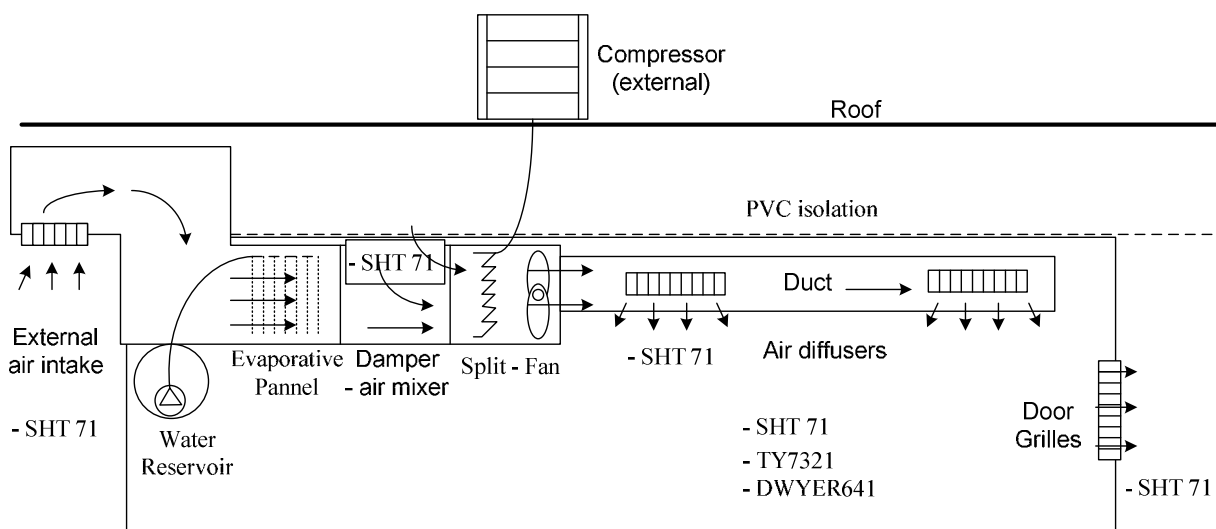 Compressor
(external)
Roof
PVC isolation
- SHT 71
Duct
External
air intake
Evaporative
Pannel
Damper
- air mixer
Split - Fan
- SHT 71
Air diffusers
- SHT 71
Water
Reservoir
- SHT 71
- TY7321
- DWYER641
Door
Grilles
- SHT 71